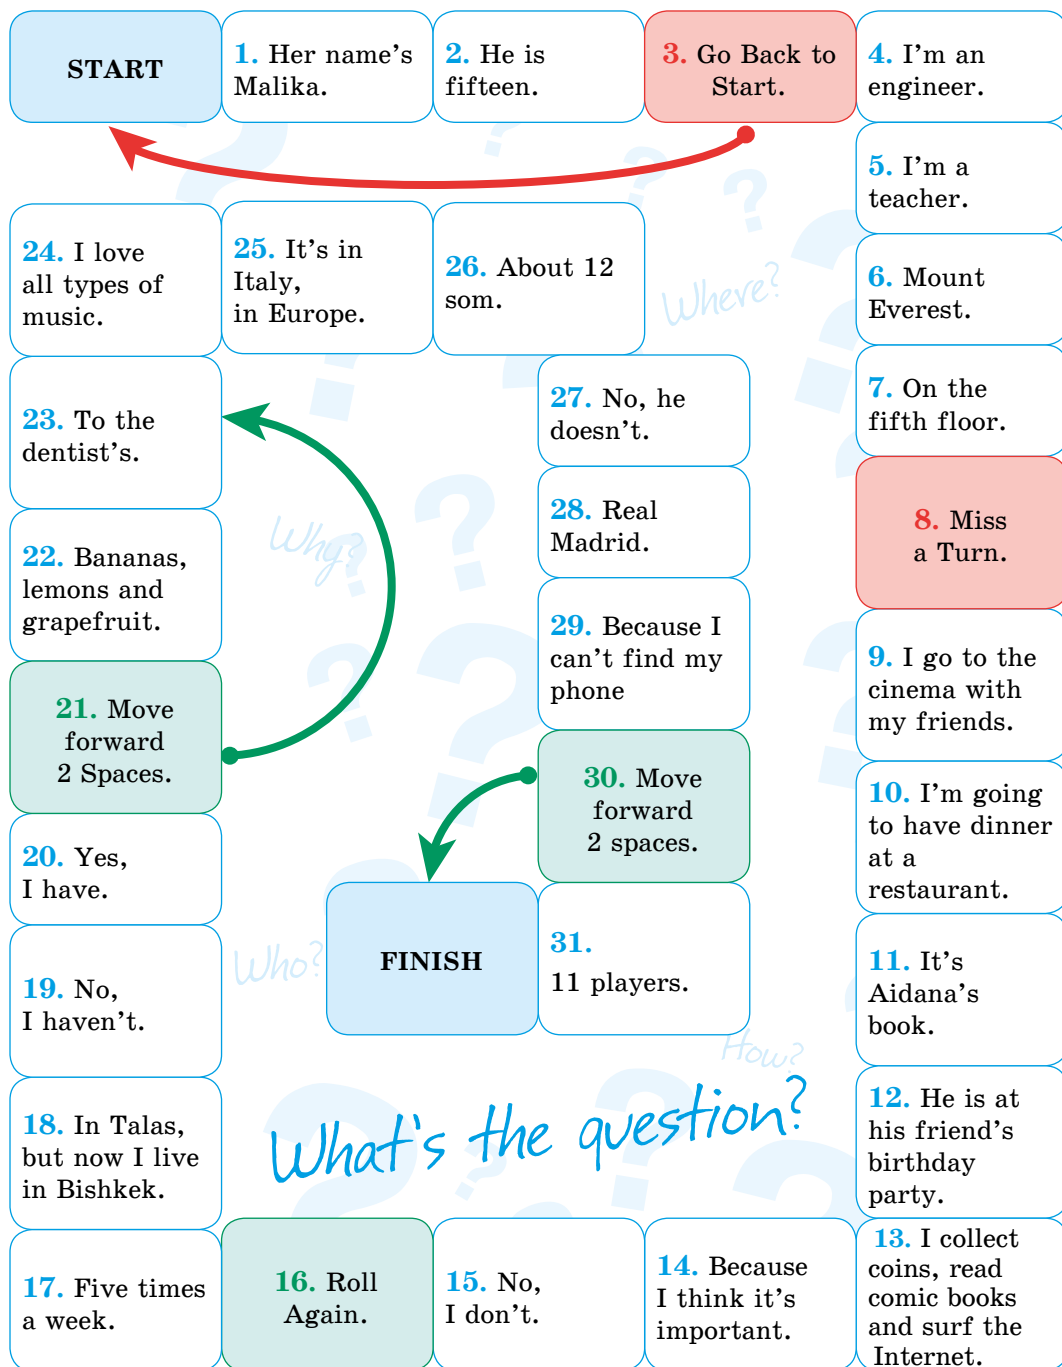 START
1. Her name's
Malika.
2. He is
fifteen.
3. Go Back to
Start.
4. I'm an
engineer.
5. I'm a
teacher.
6. Mount
Everest.
7. On the
fifth floor.
8. Miss
a Turn.
9. I go to the
cinema with
my friends.
10. I'm going
to have dinner
at a
restaurant.
11. It's
Aidana's
book.
12. He is at
his friend's
birthday
party.
13. I collect
coins, read
comic books
and surf the
Internet.
14. Because
I think it's
important.
15. No,
I don't.
16. Roll
Again.
17. Five times
a week.
18. In Talas,
but now I live
in Bishkek.
19. No,
I haven't.
20. Yes,
I have.
21. Move
forward
2 Spaces.
22. Bananas,
lemons and
grapefruit.
23. To the
dentist's.
24. I love
all types of
music.
25. It's in
Italy,
in Europe.
26. About 12
som.
27. No, he
doesn't.
28. Real
Madrid.
29. Because I
can't find my
phone
30. Move
forward
2 spaces.
31.
11 players.
FINISH
Where?
Why?
Who?
How?
What's the question?